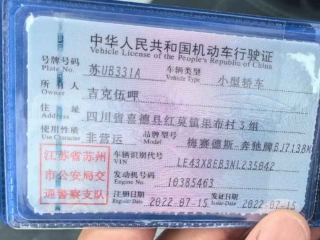 中华人民共和国机动车行驶证
Vehicle License of the People's Republic of China
号牌号码 苏UB331A 车辆类型 小型轿车
Plate No. Vehicle Type
所有人 吉克伍呷
Owner
住址 四川省喜德县红莫镇果布村3组
Address
使用性质 非营运 品牌型号 梅赛德斯-奔驰牌
Use Character Model
江苏省苏州
市公安局交
通警察支队
车辆识别代号
VIN
发动机号码 10385463
Engine No.
注册日期 2022-07-15 发证日期 2022-07-15
Register Date Issue Date